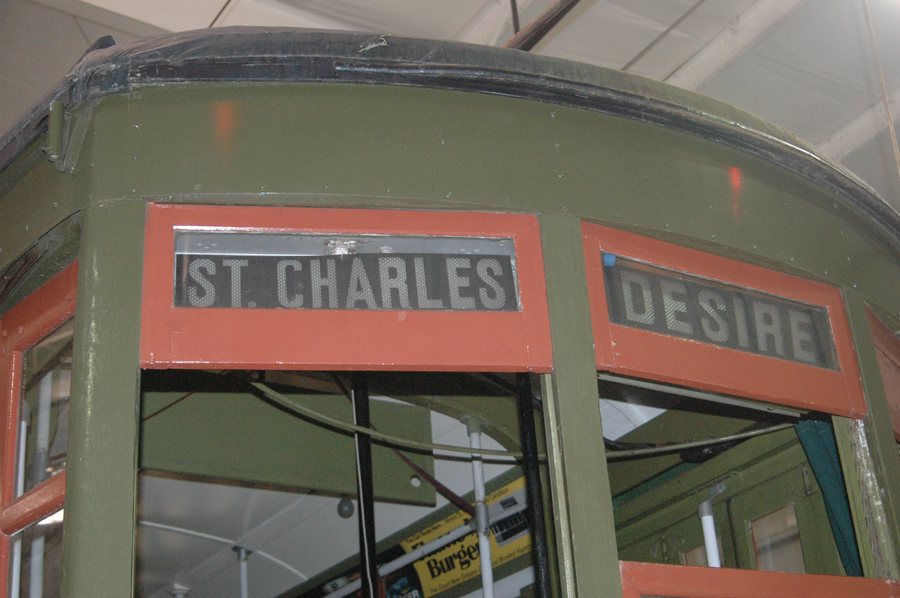 ST. CHARLES
DESIRE
Burger